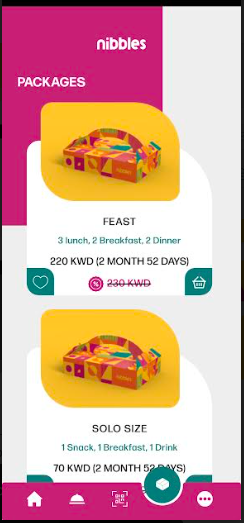 nibbles
PACKAGES
FEAST
3 lunch, 2 Breakfast, 2 Dinner
220 KWD (2 MONTH 52 DAYS)
230 KWD
SOLO SIZE
1 Snack, 1 Breakfast, 1 Drink
70 KWD (2 MONTH 52 DAYS)